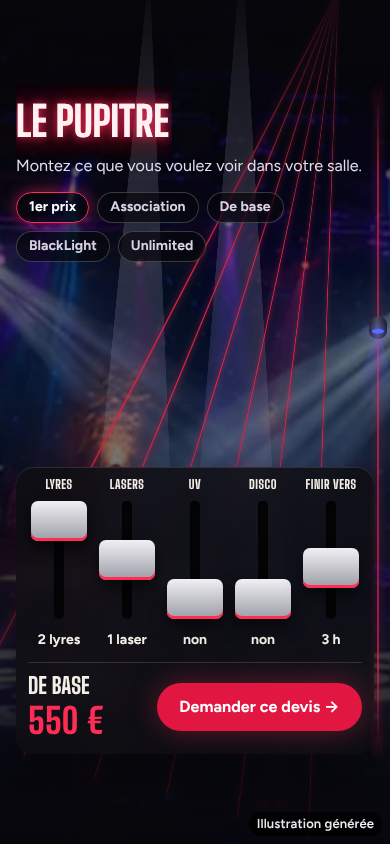 LE PUPITRE
Montez ce que vous voulez voir dans votre salle.
1er prix
Association
De base
BlackLight
Unlimited
LYRES
LASERS
UV
DISCO
FINIR VERS
2 lyres
1 laser
non
non
3 h
DE BASE
550 €
Demander ce devis →
Illustration générée